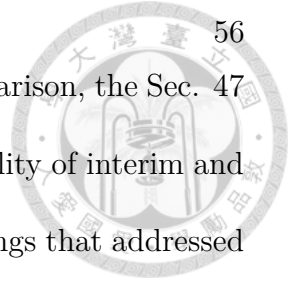 56
arison, the Sec. 47
lity of interim and
ngs that addressed